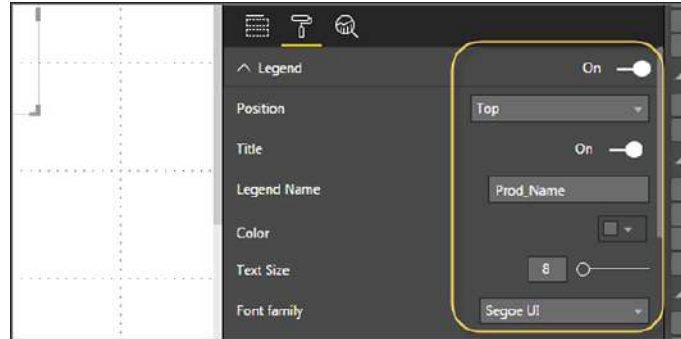 Legend On
Position Top
Title On
Legend Name Prod_Name
Color
Text Size 8
Font family Segoe UI